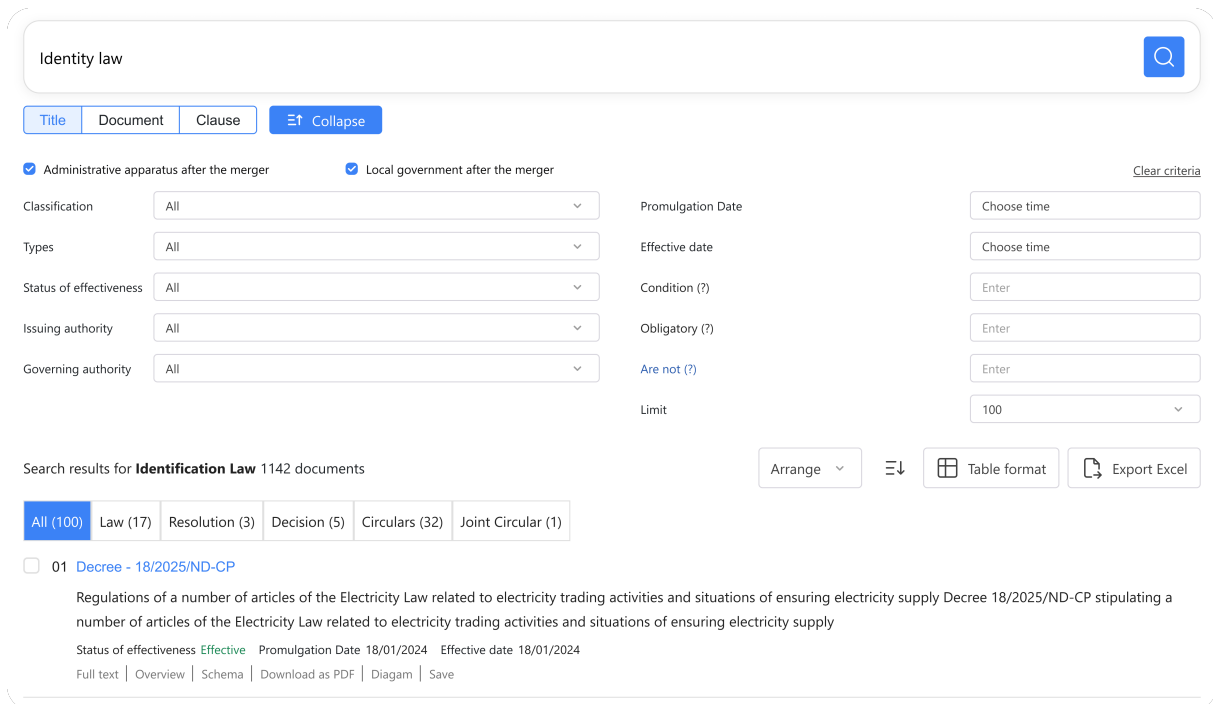 Identity law
Title Document Clause Collapse
Administrative apparatus after the merger Local government after the merger Clear criteria
Classification All Promulgation Date Choose time
Types All Effective date Choose time
Status of effectiveness All Condition (?) Enter
Issuing authority All Obligatory (?) Enter
Governing authority All Are not (?) Enter
Limit 100
Search results for Identification Law 1142 documents Arrange Table format Export Excel
All (100) Law (17) Resolution (3) Decision (5) Circulars (32) Joint Circular (1)
01 Decree - 18/2025/ND-CP
Regulations of a number of articles of the Electricity Law related to electricity trading activities and situations of ensuring electricity supply Decree 18/2025/ND-CP stipulating a
number of articles of the Electricity Law related to electricity trading activities and situations of ensuring electricity supply
Status of effectiveness Effective Promulgation Date 18/01/2024 Effective date 18/01/2024
Full text Overview Schema Download as PDF Diagam Save